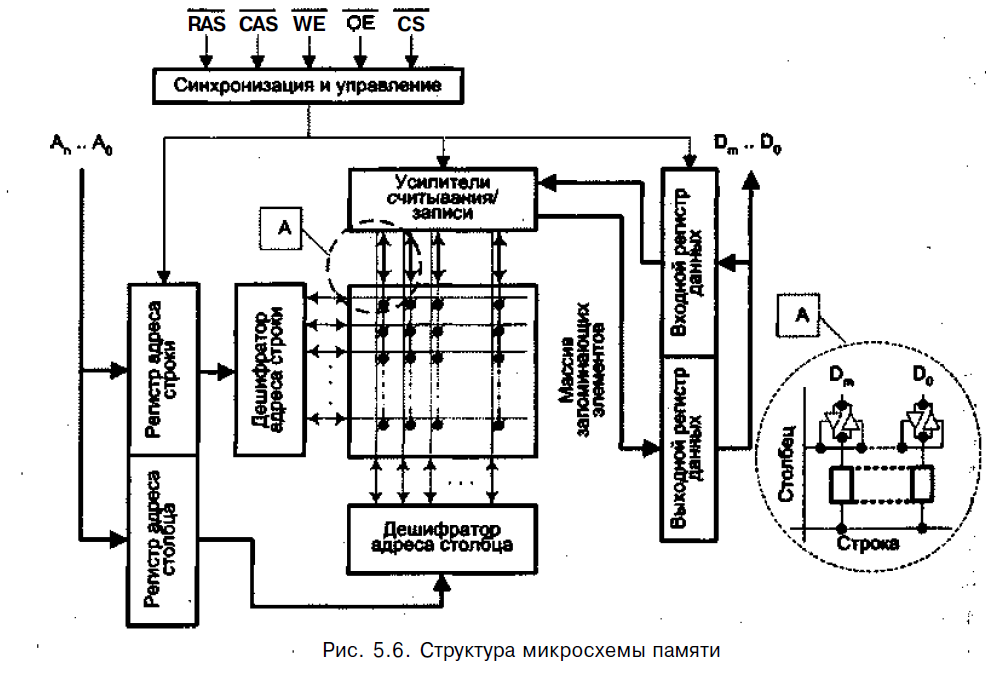 RAS CAS WE OE CS
Синхронизация и управление
Aₙ .. A₀
Dₘ .. D₀
Усилители
считывания/
записи
A
Регистр адреса
строки
Дешифратор
адреса строки
Массив
запоминающих
элементов
Входной регистр
данных
Выходной регистр
данных
Регистр адреса
столбца
Дешифратор
адреса столбца
A
Dₘ D₀
Столбец
Строка
Рис. 5.6. Структура микросхемы памяти